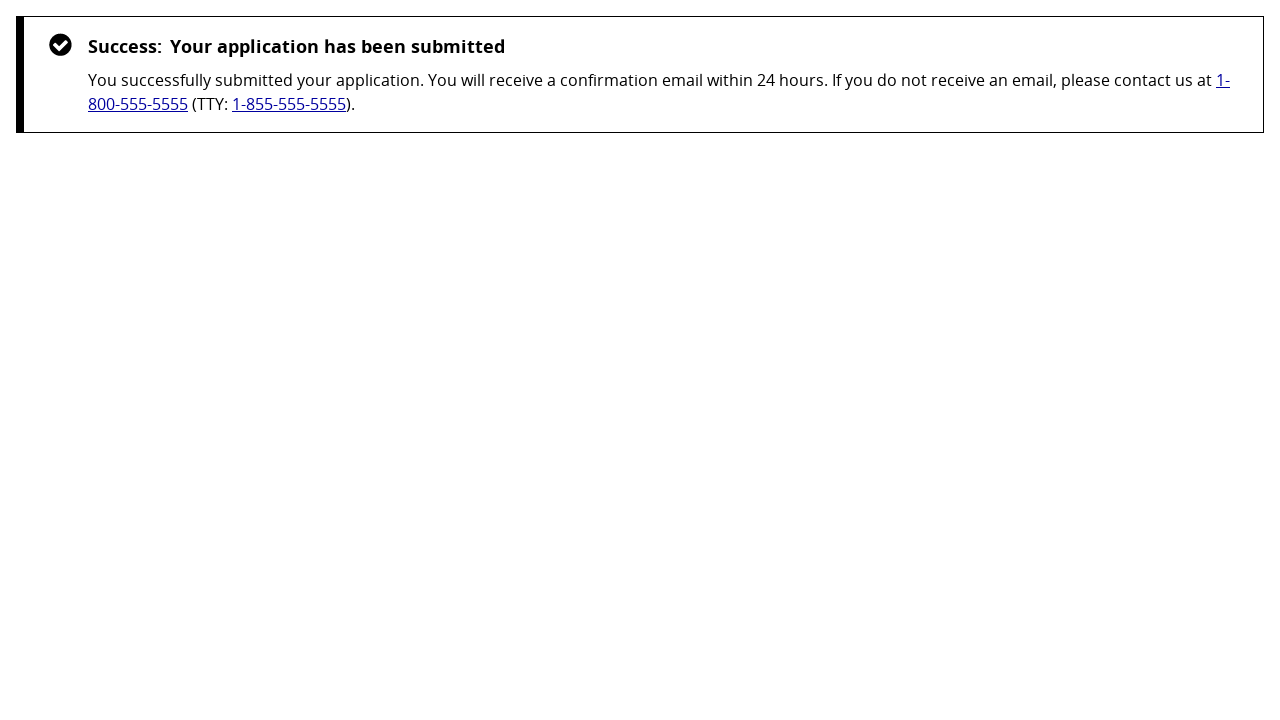 Success: Your application has been submitted
You successfully submitted your application. You will receive a confirmation email within 24 hours. If you do not receive an email, please contact us at 1-
800-555-5555 (TTY: 1-855-555-5555).